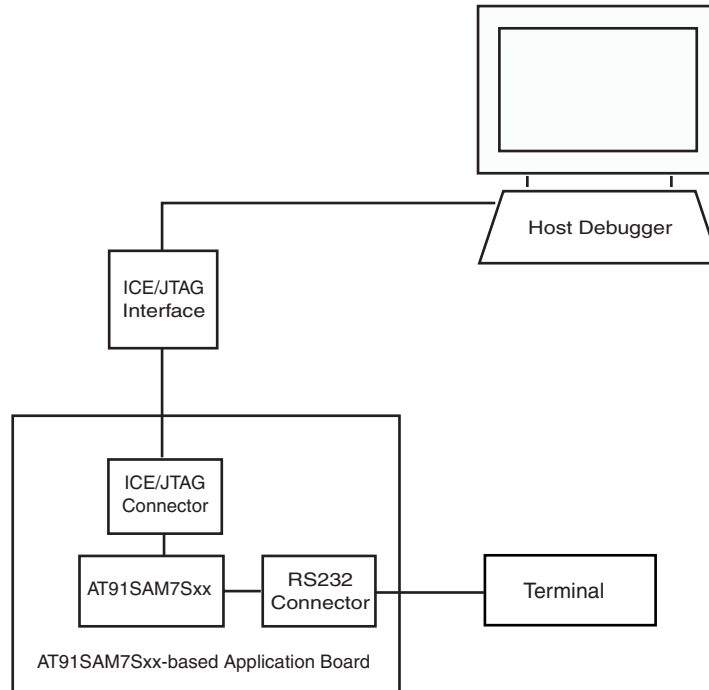 Host Debugger
ICE/JTAG
Interface
ICE/JTAG
Connector
AT91SAM7Sxx
RS232
Connector
Terminal
AT91SAM7Sxx-based Application Board